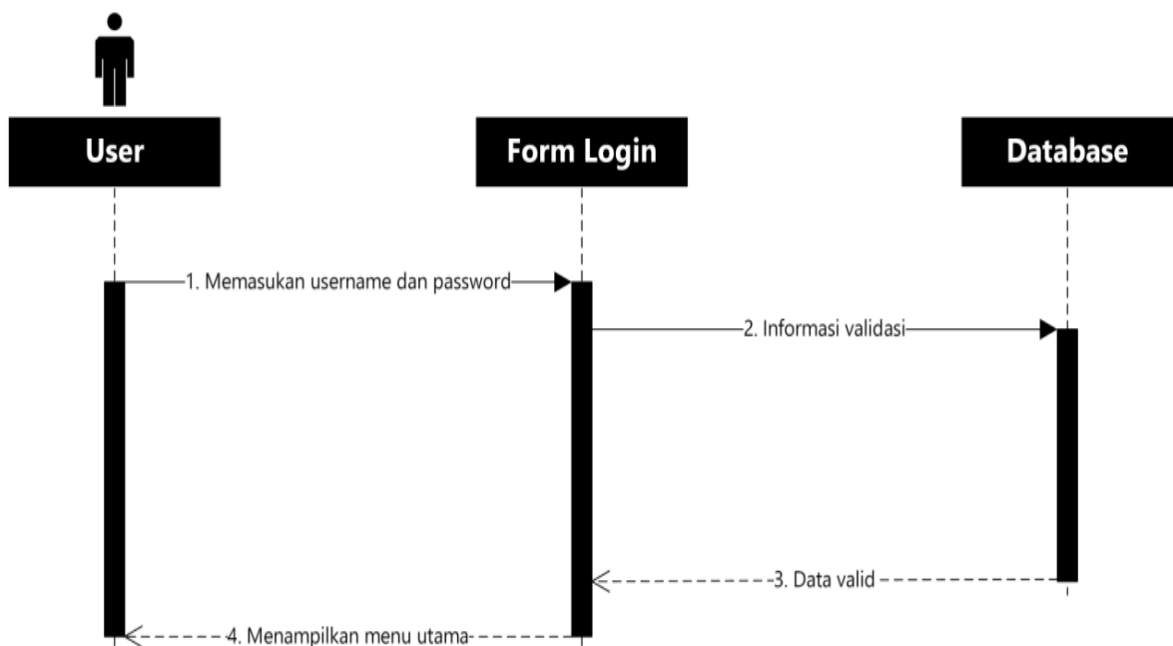 User
Form Login
Database
1. Memasukan username dan password
2. Informasi validasi
3. Data valid
4. Menampilkan menu utama